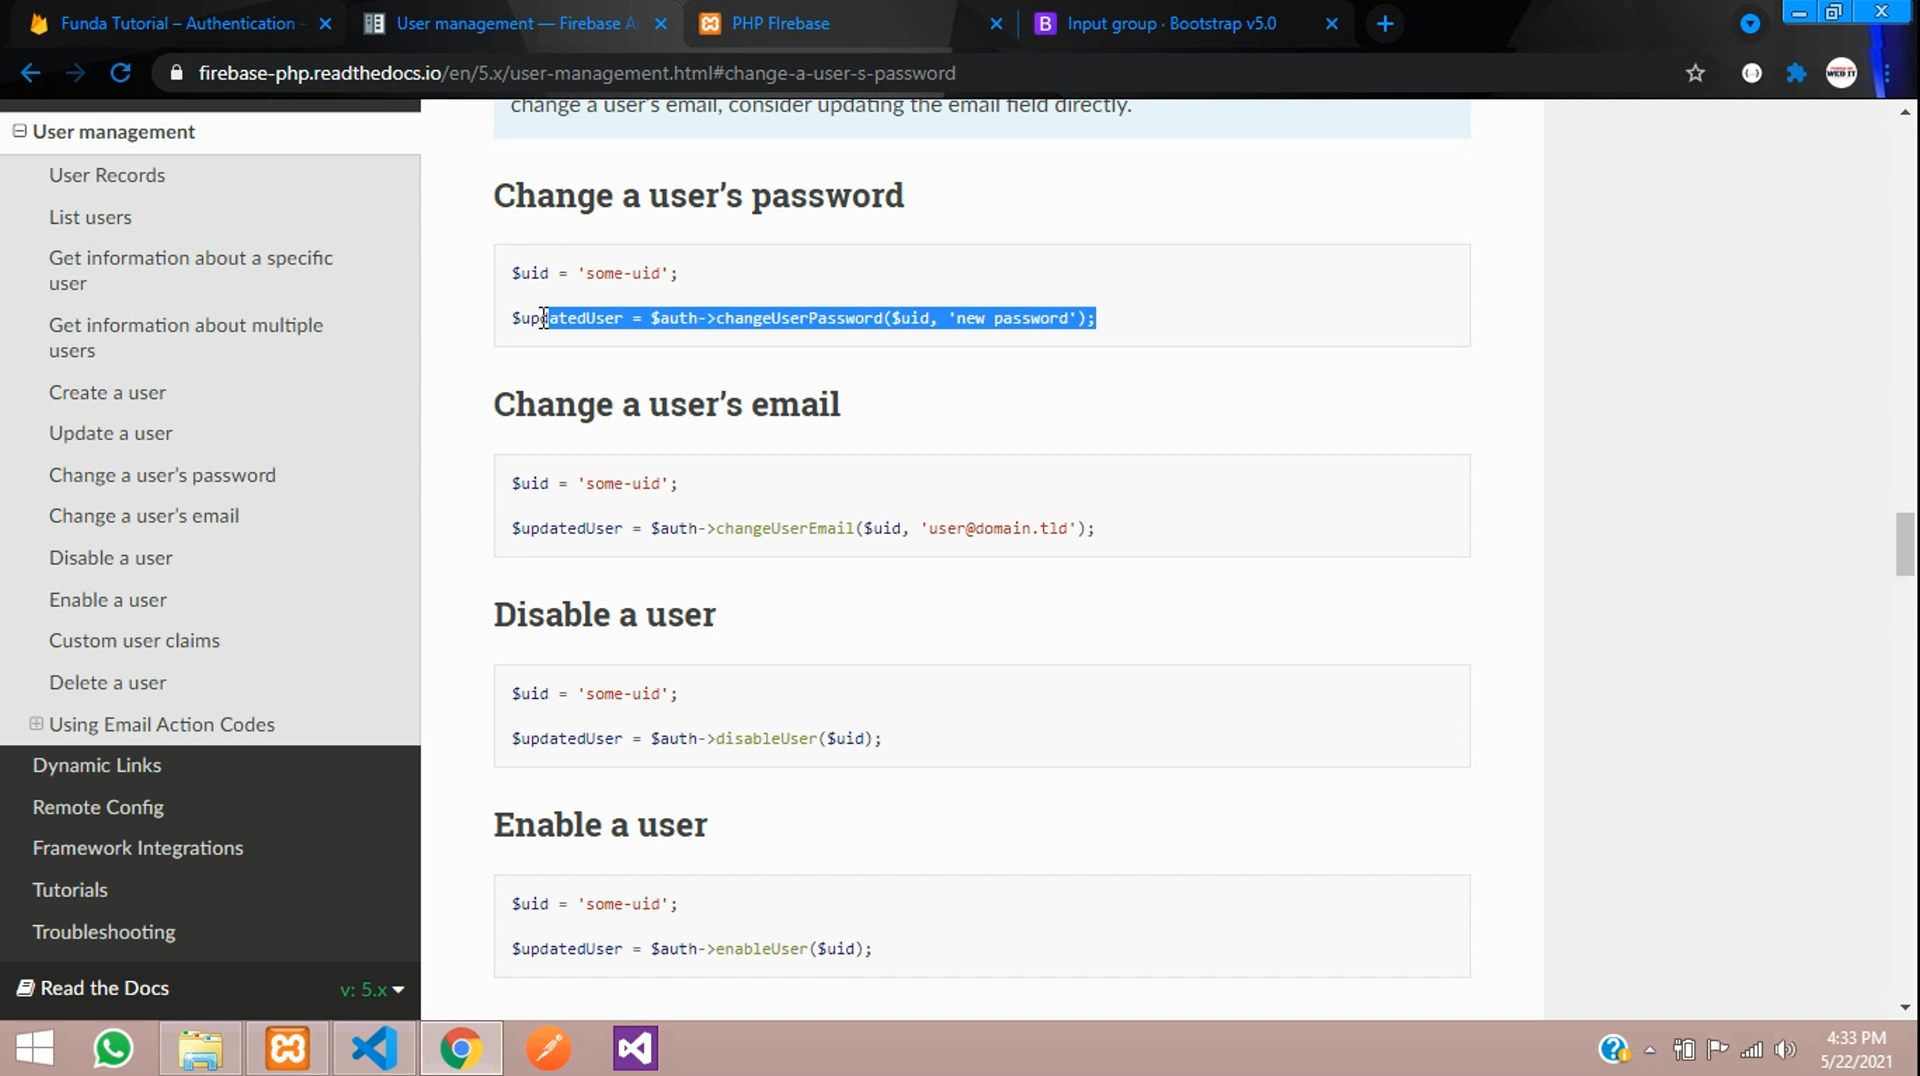 Funda Tutorial – Authentication -
User management — Firebase A
PHP FIrebase
Input group · Bootstrap v5.0
firebase-php.readthedocs.io/en/5.x/user-management.html#change-a-user-s-password
User management
User Records
List users
Get information about a specific
user
Get information about multiple
users
Create a user
Update a user
Change a user’s password
Change a user’s email
Disable a user
Enable a user
Custom user claims
Delete a user
Using Email Action Codes
Dynamic Links
Remote Config
Framework Integrations
Tutorials
Troubleshooting
Read the Docs
v: 5.x
change a user’s email, consider updating the email field directly.
Change a user’s password
$uid = 'some-uid';
$updatedUser = $auth->changeUserPassword($uid, 'new password');
Change a user’s email
$uid = 'some-uid';
$updatedUser = $auth->changeUserEmail($uid, 'user@domain.tld');
Disable a user
$uid = 'some-uid';
$updatedUser = $auth->disableUser($uid);
Enable a user
$uid = 'some-uid';
$updatedUser = $auth->enableUser($uid);
4:33 PM
5/22/2021